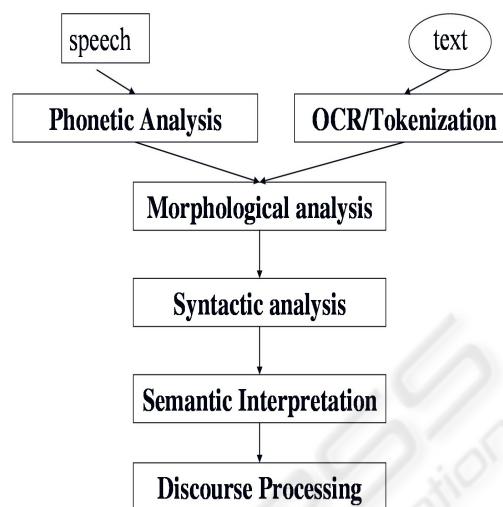 speech
text
Phonetic Analysis
OCR/Tokenization
Morphological analysis
Syntactic analysis
Semantic Interpretation
Discourse Processing